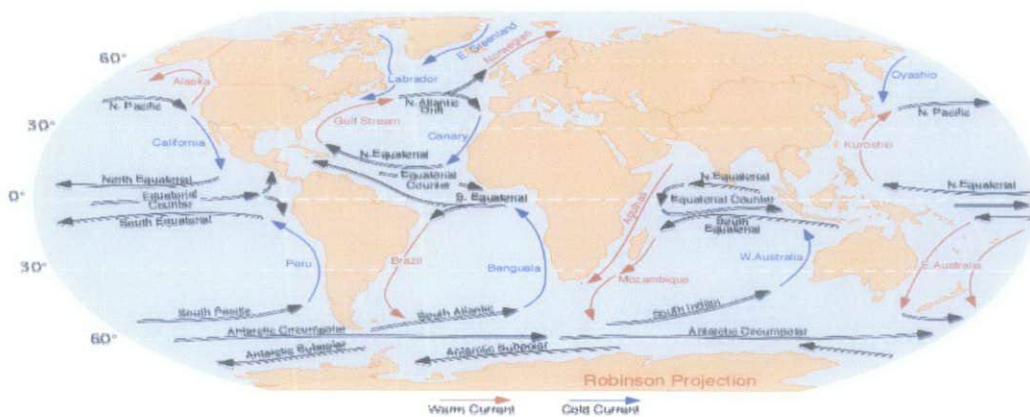 60°
30°
0°
30°
60°
Alaska
N. Pacific
California
North Equatorial
Equatorial
Counter
South Equatorial
Peru
South Pacific
Antarctic Circumpolar
Antarctic Subpolar
Labrador
E. Greenland
Norwegian
N. Atlantic
Drift
Gulf Stream
Canary
N. Equatorial
Equatorial
Counter
S. Equatorial
Brazil
Benguala
South Atlantic
Antarctic Subpolar
Agulhas
Mozambique
N. Equatorial
Equatorial Counter
South
Equatorial
W. Australia
South Indian
Antarctic Circumpolar
Oyashio
N. Pacific
Kuroshio
N. Equatorial
E. Australia
Robinson Projection
Warm Current
Cold Current